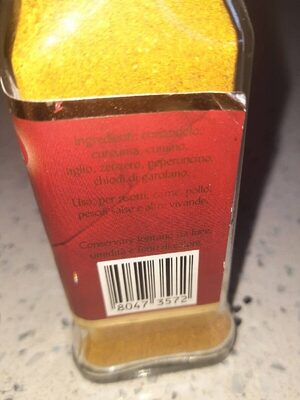 Ingredienti: coriandolo,
curcuma, cumino,
aglio, zenzero, peperoncino,
chiodi di garofano.
Uso: per risotti, carne, pollo,
pesce, salse e altre vivande.
Conservare lontano da luce,
umidità e fonti di calore.
8047 3572